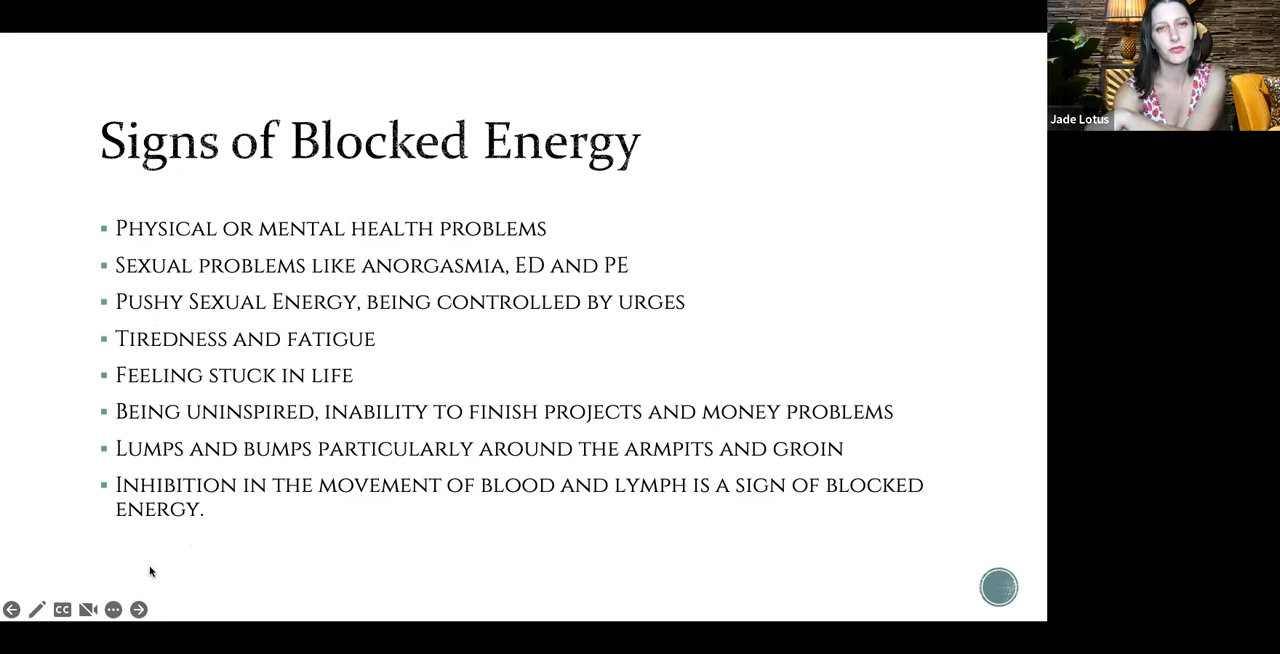 Signs of Blocked Energy
Physical or mental health problems
Sexual problems like anorgasmia, ED and PE
Pushy Sexual Energy, being controlled by urges
Tiredness and fatigue
Feeling stuck in life
Being uninspired, inability to finish projects and money problems
Lumps and bumps particularly around the armpits and groin
Inhibition in the movement of blood and lymph is a sign of blocked
energy.
CC
Jade Lotus